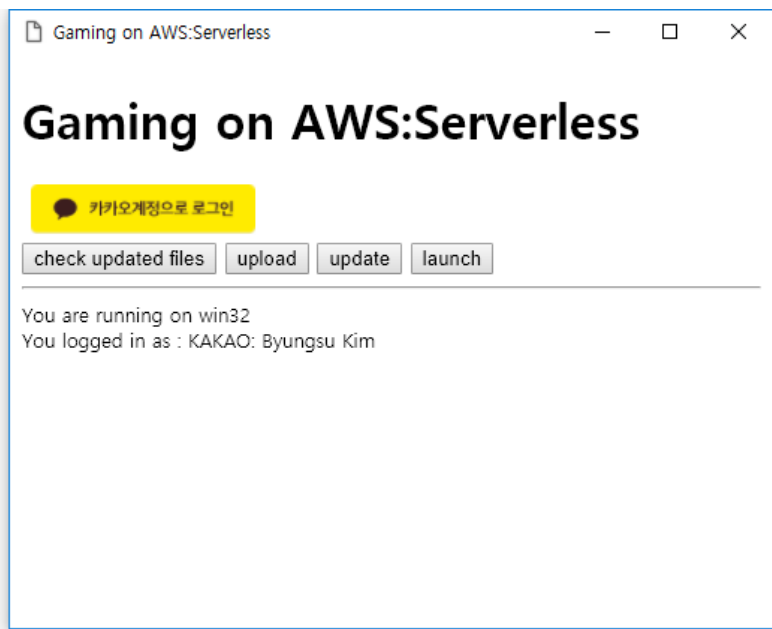 Gaming on AWS:Serverless
Gaming on AWS:Serverless
카카오계정으로 로그인
check updated files upload update launch
You are running on win32
You logged in as : KAKAO: Byungsu Kim